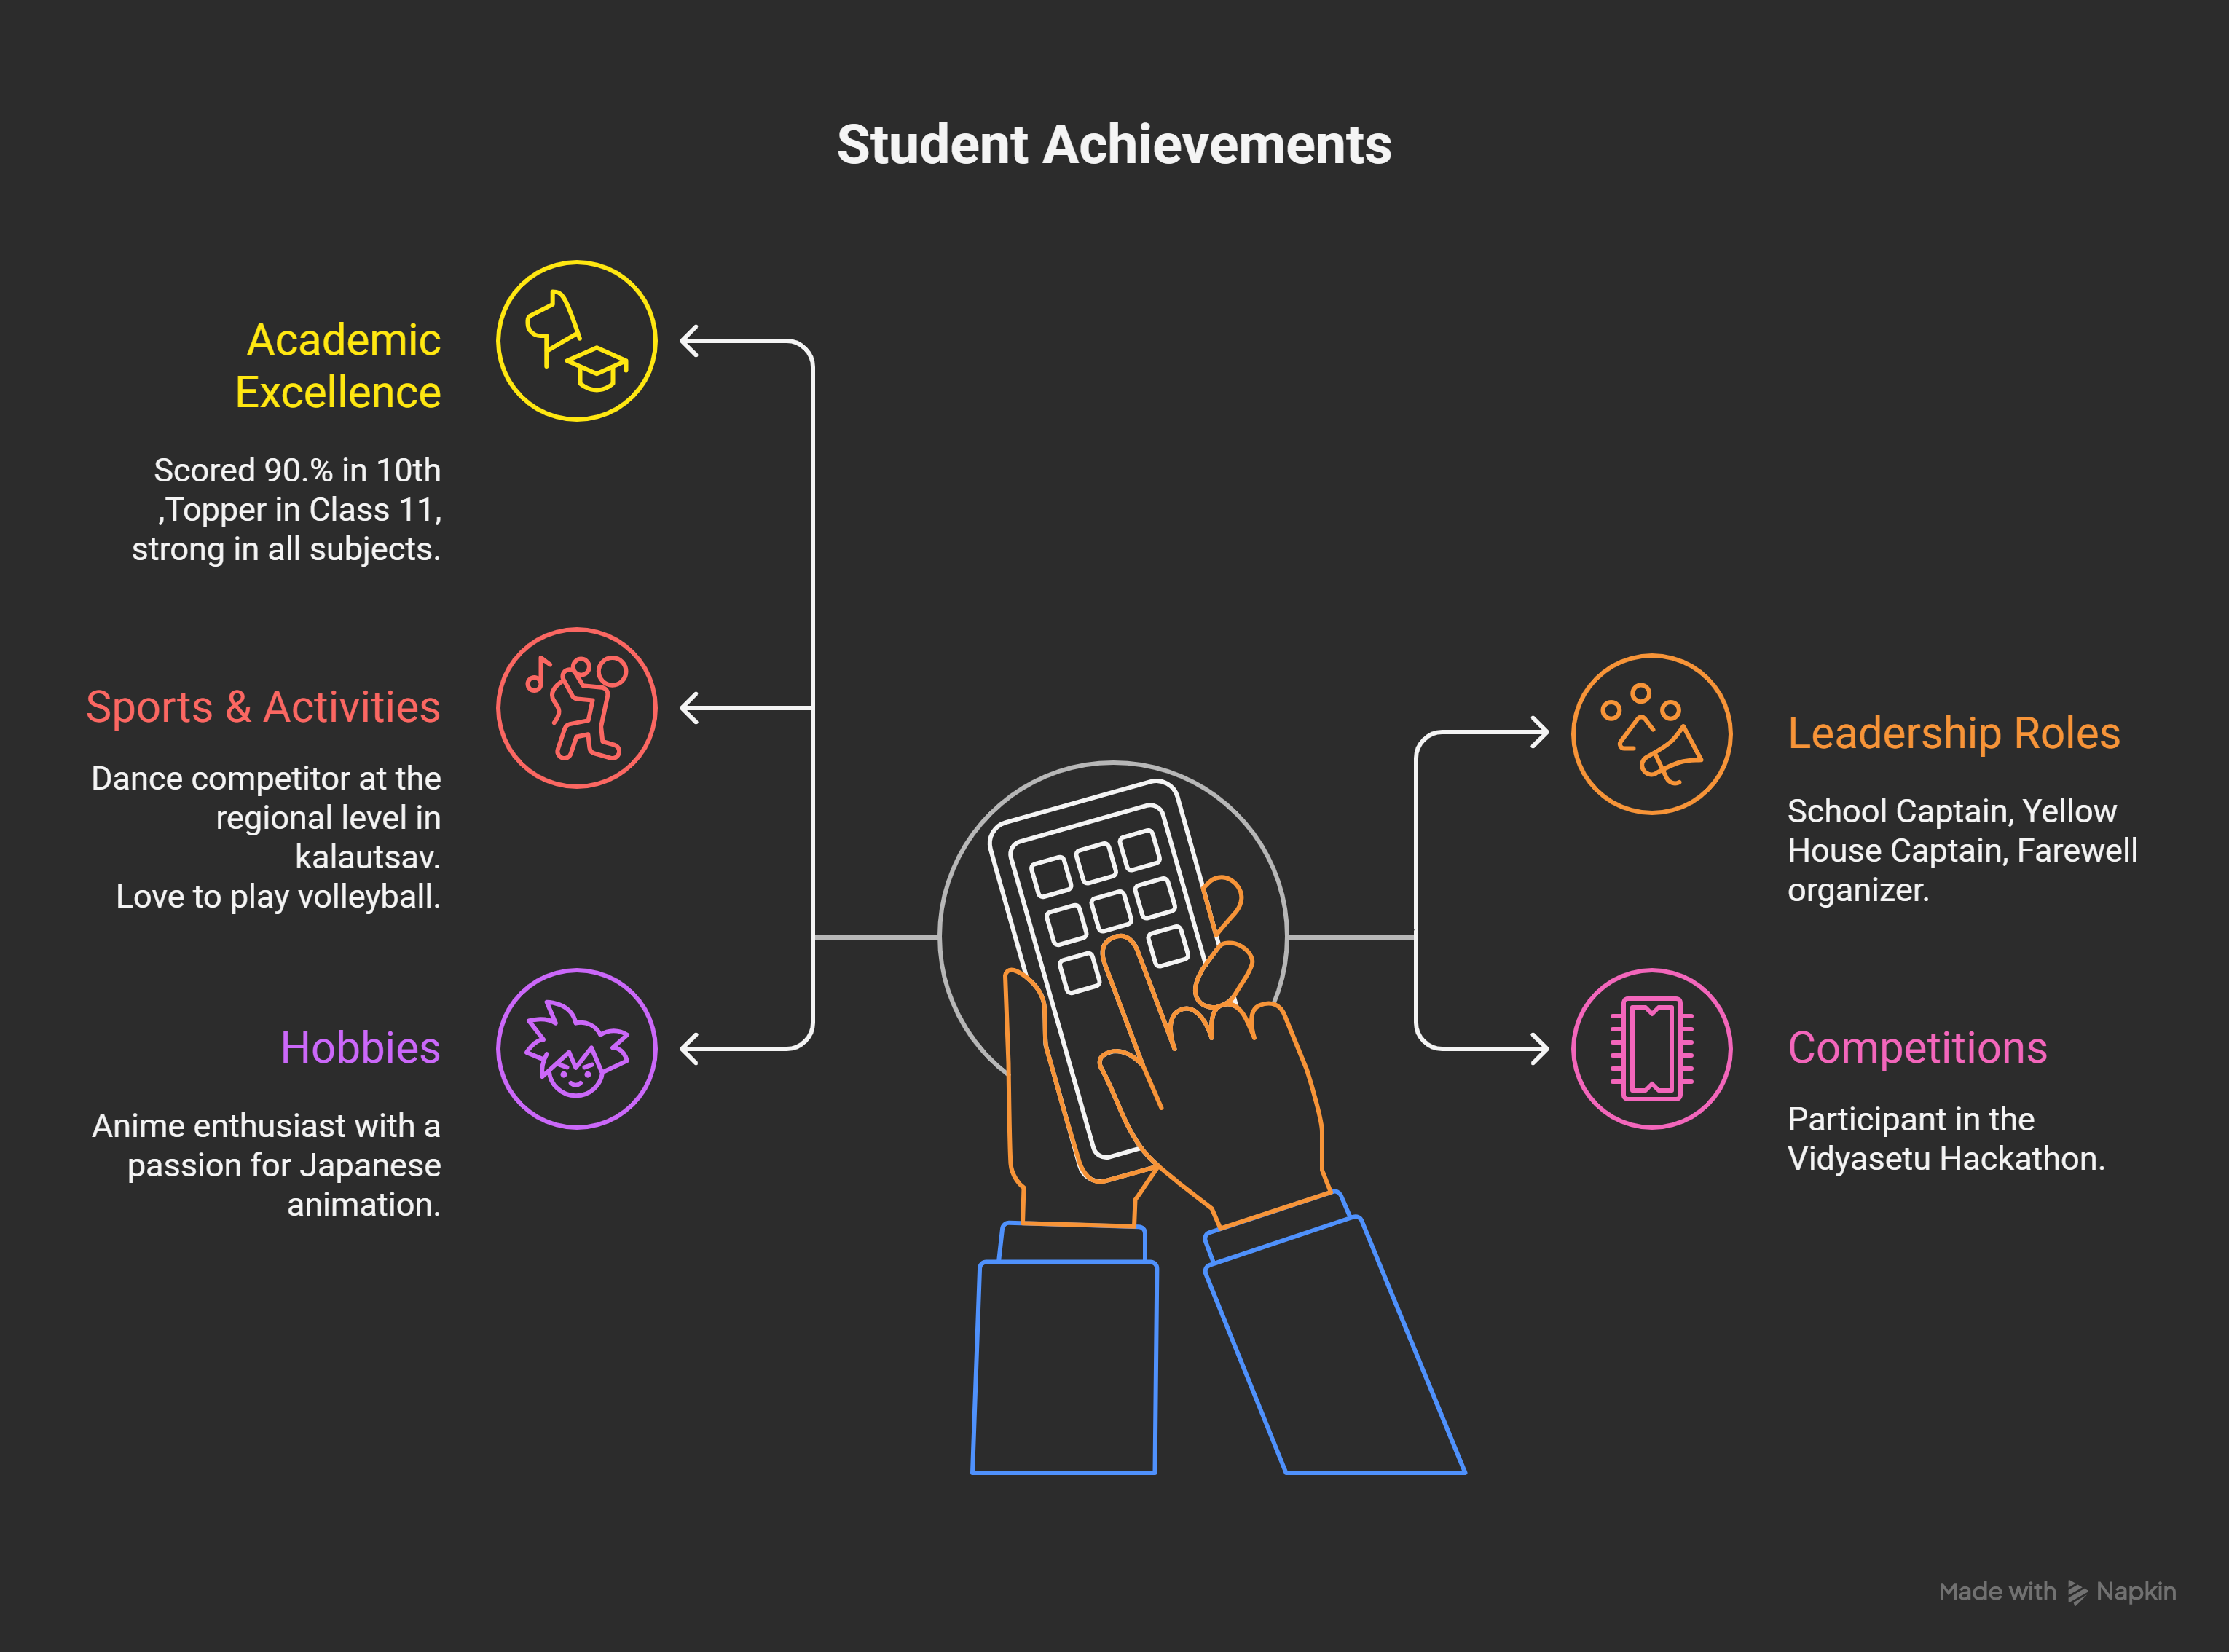 Student Achievements
Academic
Excellence
Scored 90.% in 10th
,Topper in Class 11,
strong in all subjects.
Sports & Activities
Dance competitor at the
regional level in
kalautsav.
Love to play volleyball.
Hobbies
Anime enthusiast with a
passion for Japanese
animation.
Leadership Roles
School Captain, Yellow
House Captain, Farewell
organizer.
Competitions
Participant in the
Vidyasetu Hackathon.
Made with Napkin